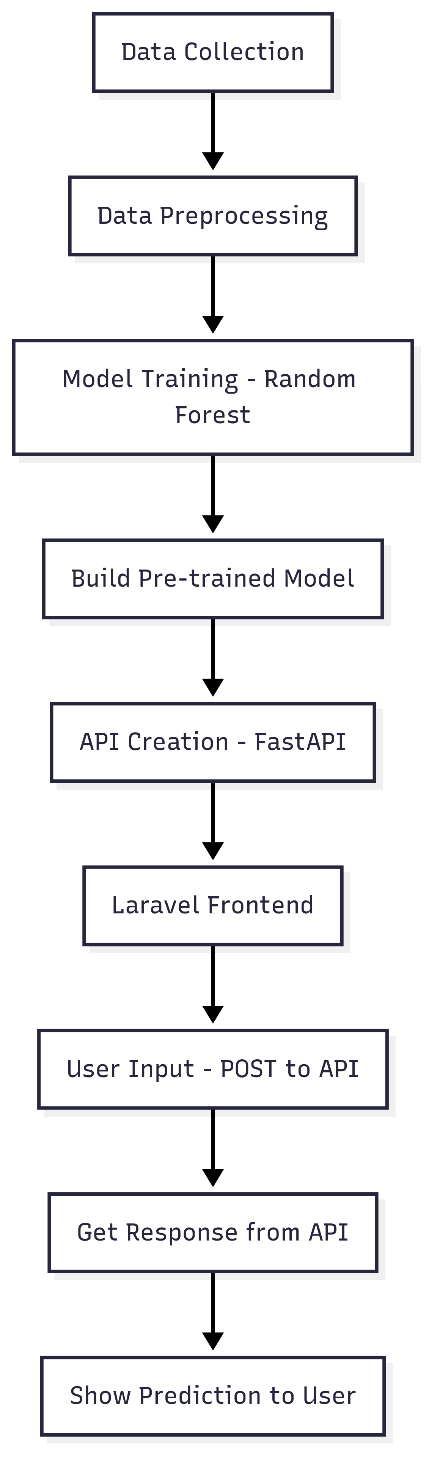 Data Collection
Data Preprocessing
Model Training - Random
Forest
Build Pre-trained Model
API Creation - FastAPI
Laravel Frontend
User Input - POST to API
Get Response from API
Show Prediction to User